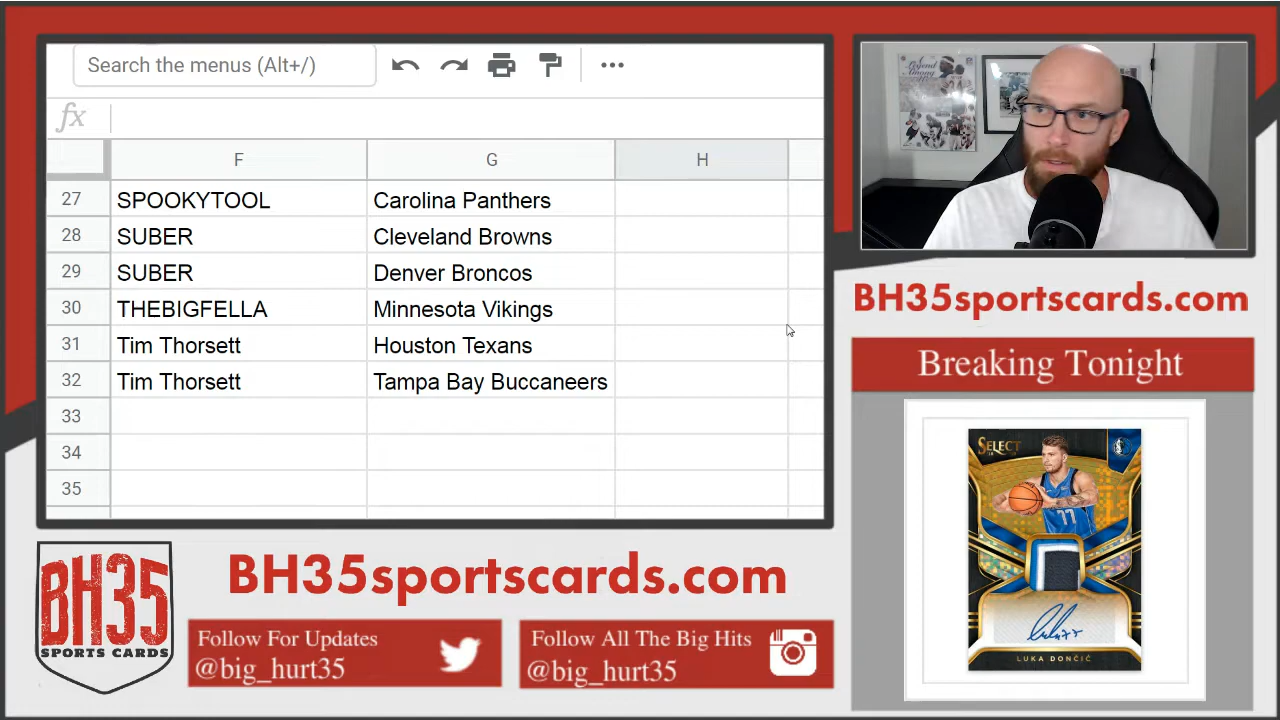 Search the menus (Alt+/)
fx
F G H
27 SPOOKYTOOL Carolina Panthers
28 SUBER Cleveland Browns
29 SUBER Denver Broncos
30 THEBIGFELLA Minnesota Vikings
31 Tim Thorsett Houston Texans
32 Tim Thorsett Tampa Bay Buccaneers
33
34
35
BH35sportscards.com
Breaking Tonight
SELECT
77
LUKA DONČIĆ
BH35
SPORTS CARDS
BH35sportscards.com
Follow For Updates
@big_hurt35
Follow All The Big Hits
@big_hurt35